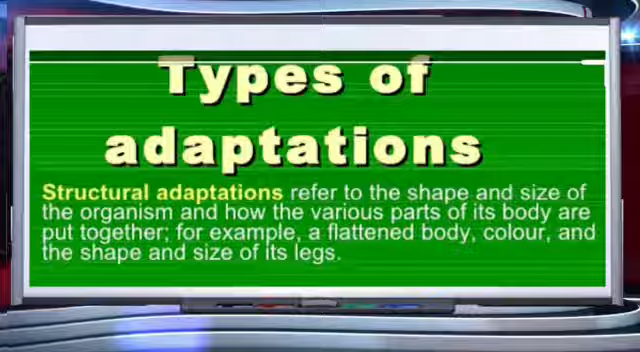 Types of
adaptations
Structural adaptations refer to the shape and size of
the organism and how the various parts of its body are
put together; for example, a flattened body, colour, and
the shape and size of its legs.